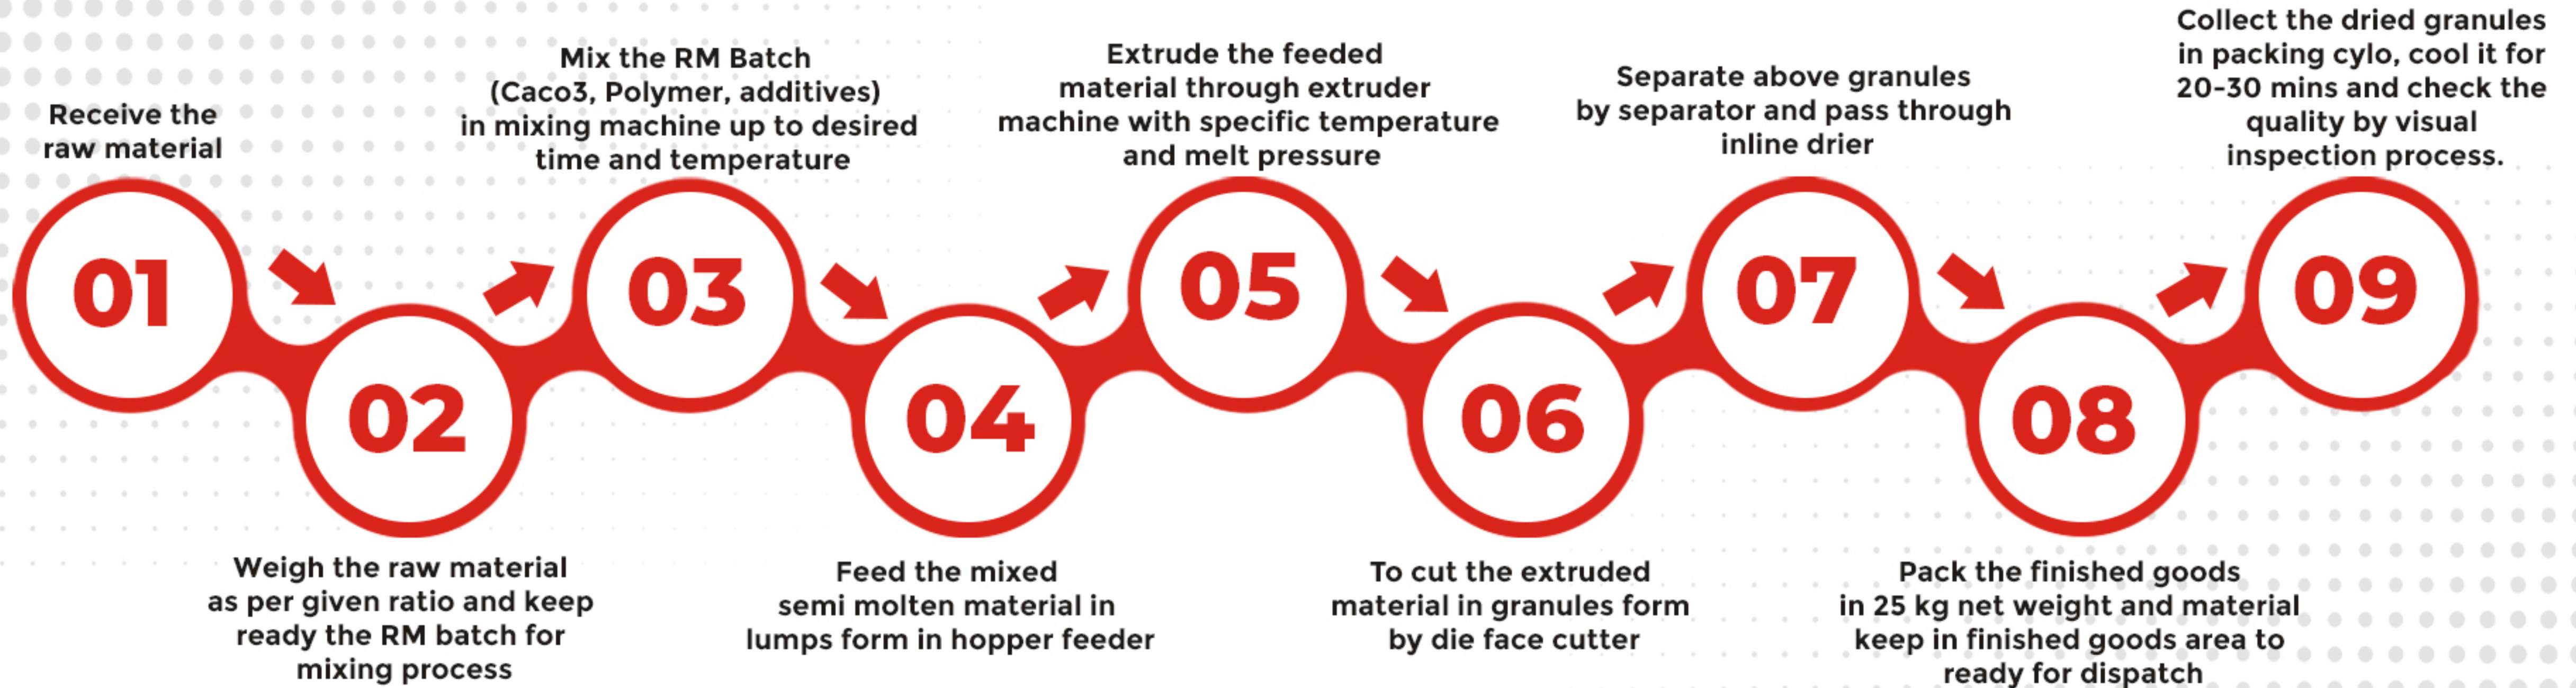 01
Receive the
raw material
02
Weigh the raw material
as per given ratio and keep
ready the RM batch for
mixing process
03
Mix the RM Batch
(Caco3, Polymer, additives)
in mixing machine up to desired
time and temperature
04
Feed the mixed
semi molten material in
lumps form in hopper feeder
05
Extrude the feeded
material through extruder
machine with specific temperature
and melt pressure
06
To cut the extruded
material in granules form
by die face cutter
07
Separate above granules
by separator and pass through
inline drier
08
Pack the finished goods
in 25 kg net weight and material
keep in finished goods area to
ready for dispatch
09
Collect the dried granules
in packing cylo, cool it for
20-30 mins and check the
quality by visual
inspection process.